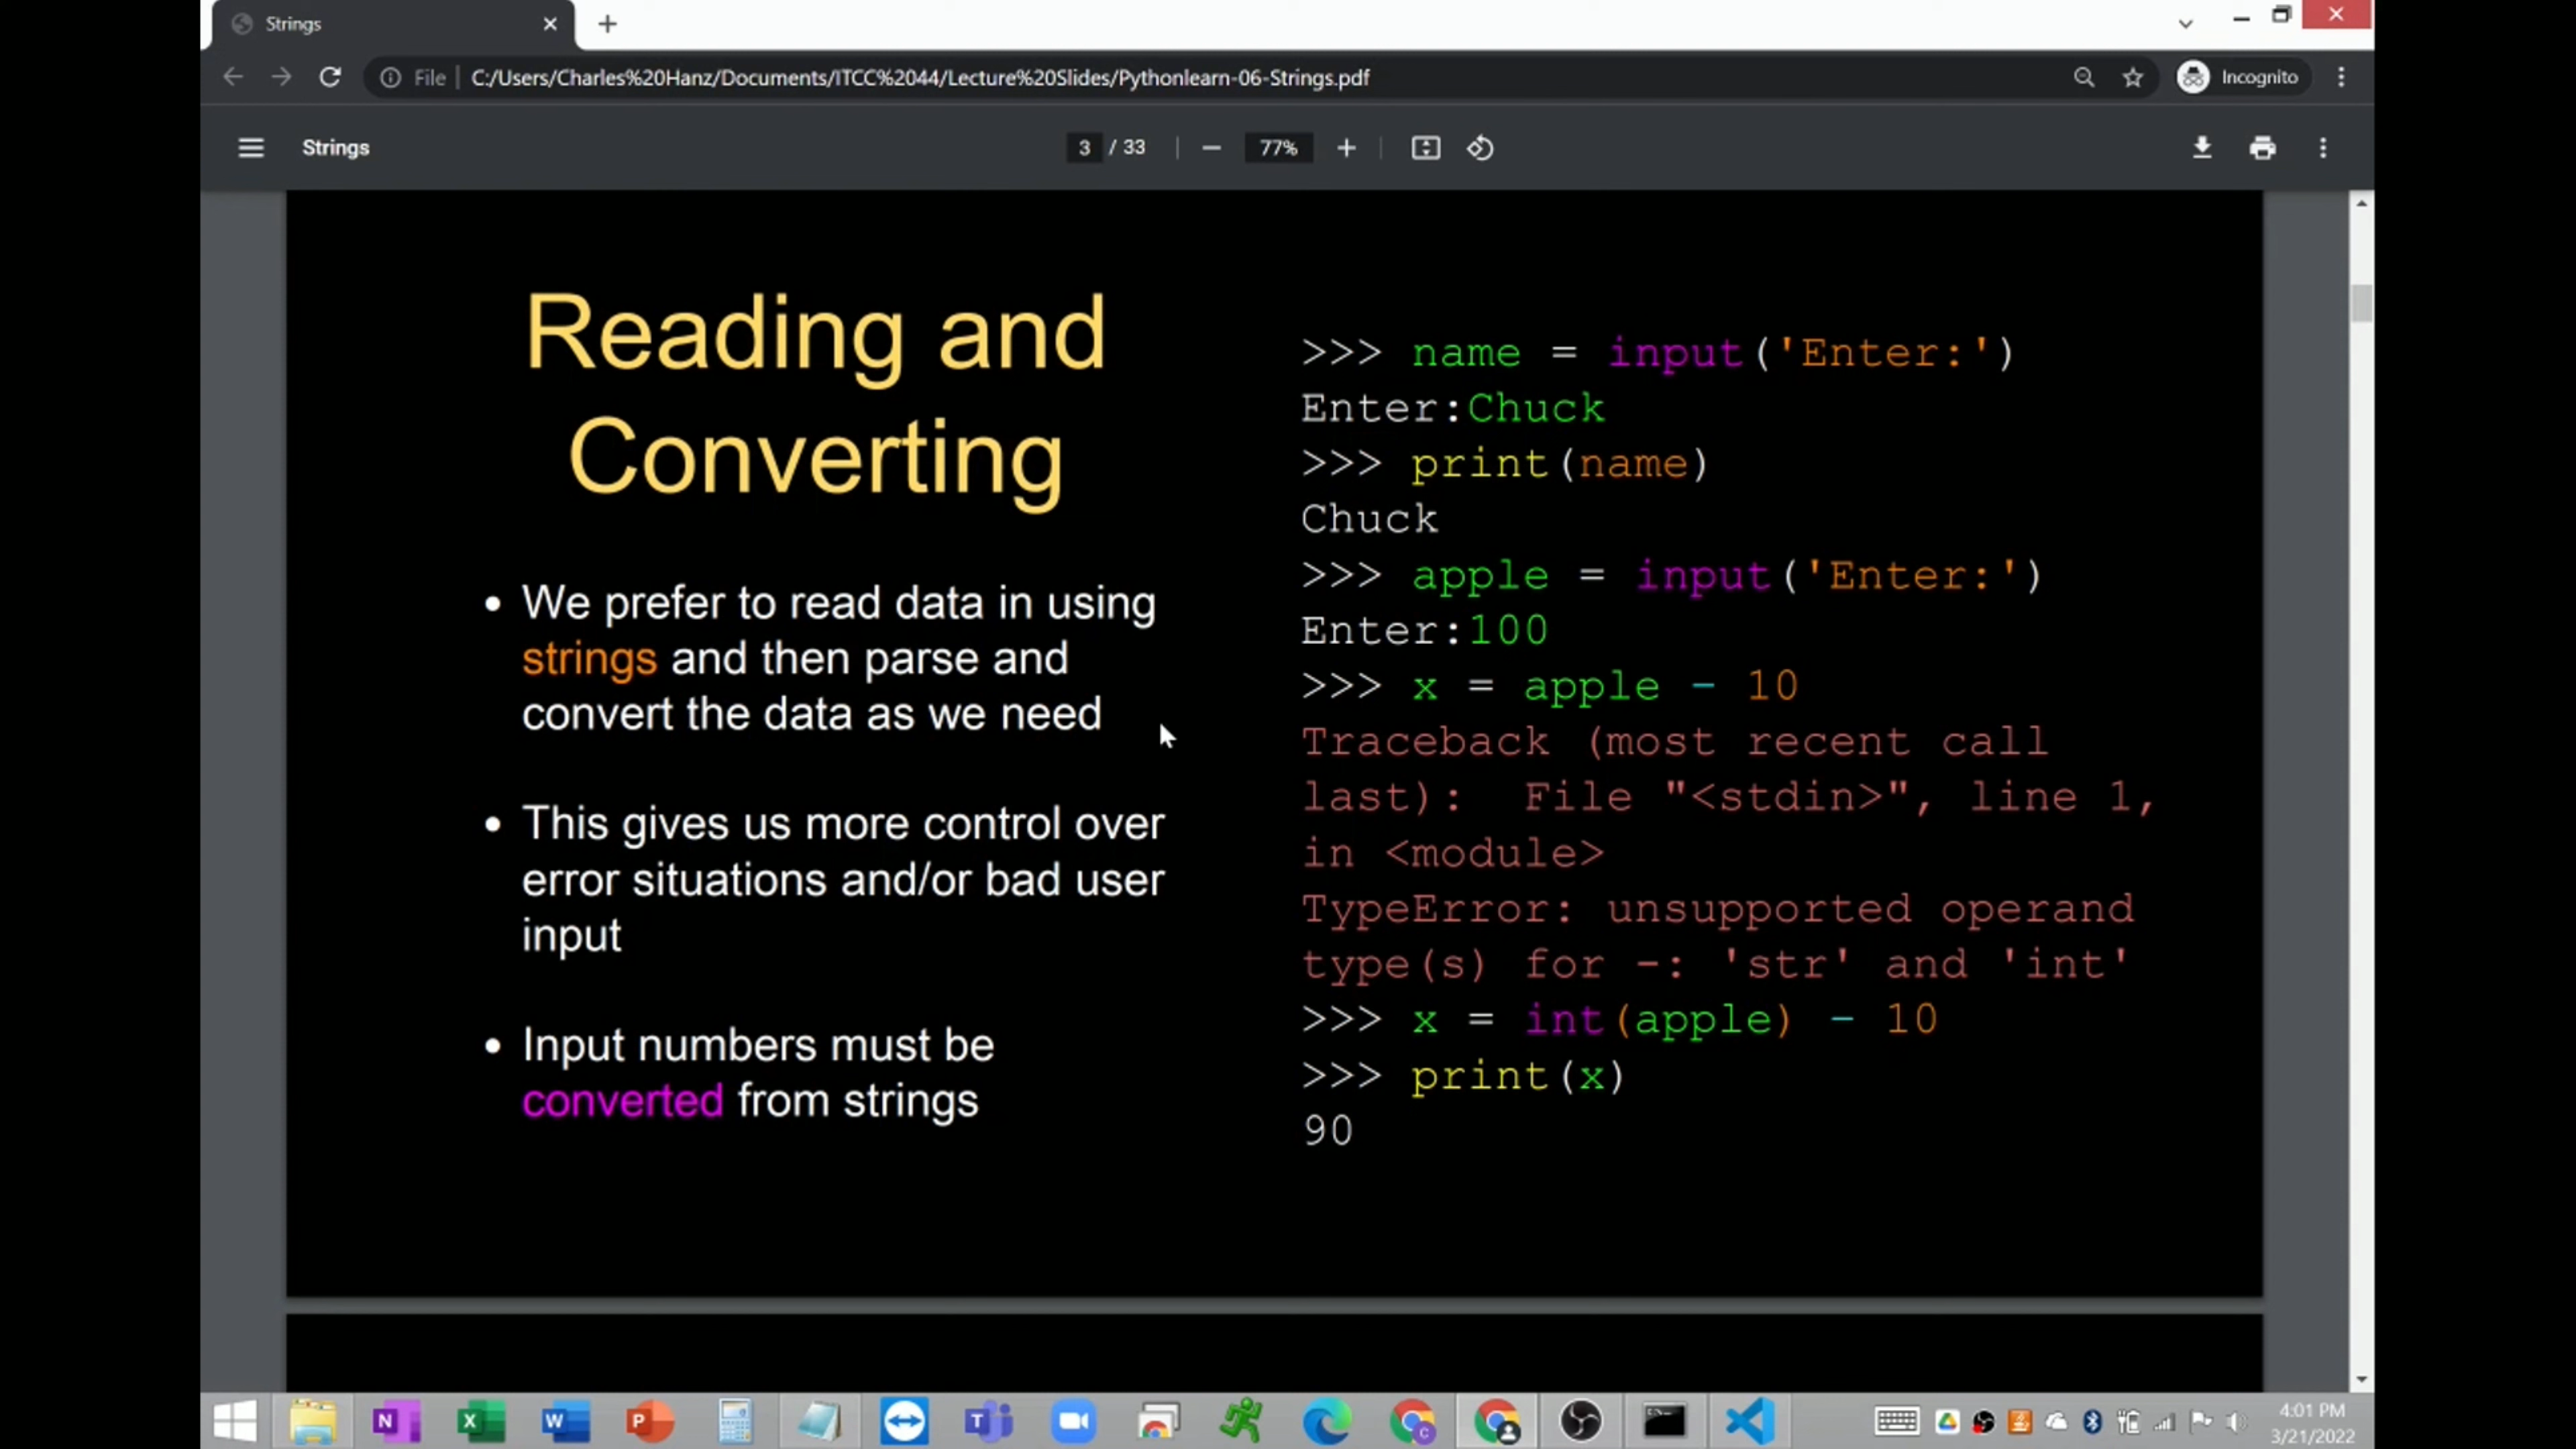 Strings
File
C:/Users/Charles%20Hanz/Documents/ITCC%2044/Lecture%20Slides/Pythonlearn-06-Strings.pdf
Incognito
Strings
3 / 33
77%
Reading and
Converting
• We prefer to read data in using
strings and then parse and
convert the data as we need
• This gives us more control over
error situations and/or bad user
input
• Input numbers must be
converted from strings
>>> name = input('Enter:')
Enter:Chuck
>>> print(name)
Chuck
>>> apple = input('Enter:')
Enter:100
>>> x = apple - 10
Traceback (most recent call
last):  File "<stdin>", line 1,
in <module>
TypeError: unsupported operand
type(s) for -: 'str' and 'int'
>>> x = int(apple) - 10
>>> print(x)
90
4:01 PM
3/21/2022